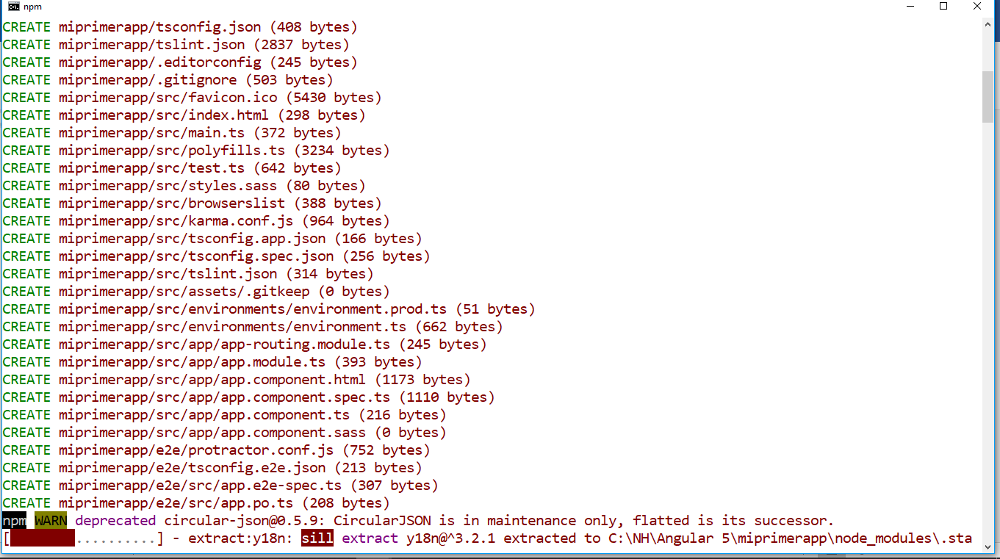 npm
CREATE miprimerapp/tsconfig.json (408 bytes)
CREATE miprimerapp/tslint.json (2837 bytes)
CREATE miprimerapp/.editorconfig (245 bytes)
CREATE miprimerapp/.gitignore (503 bytes)
CREATE miprimerapp/src/favicon.ico (5430 bytes)
CREATE miprimerapp/src/index.html (298 bytes)
CREATE miprimerapp/src/main.ts (372 bytes)
CREATE miprimerapp/src/polyfills.ts (3234 bytes)
CREATE miprimerapp/src/test.ts (642 bytes)
CREATE miprimerapp/src/styles.sass (80 bytes)
CREATE miprimerapp/src/browserslist (388 bytes)
CREATE miprimerapp/src/karma.conf.js (964 bytes)
CREATE miprimerapp/src/tsconfig.app.json (166 bytes)
CREATE miprimerapp/src/tsconfig.spec.json (256 bytes)
CREATE miprimerapp/src/tslint.json (314 bytes)
CREATE miprimerapp/src/assets/.gitkeep (0 bytes)
CREATE miprimerapp/src/environments/environment.prod.ts (51 bytes)
CREATE miprimerapp/src/environments/environment.ts (662 bytes)
CREATE miprimerapp/src/app/app-routing.module.ts (245 bytes)
CREATE miprimerapp/src/app/app.module.ts (393 bytes)
CREATE miprimerapp/src/app/app.component.html (1173 bytes)
CREATE miprimerapp/src/app/app.component.spec.ts (1110 bytes)
CREATE miprimerapp/src/app/app.component.ts (216 bytes)
CREATE miprimerapp/src/app/app.component.sass (0 bytes)
CREATE miprimerapp/e2e/protractor.conf.js (752 bytes)
CREATE miprimerapp/e2e/tsconfig.e2e.json (213 bytes)
CREATE miprimerapp/e2e/src/app.e2e-spec.ts (307 bytes)
CREATE miprimerapp/e2e/src/app.po.ts (208 bytes)
npm WARN deprecated circular-json@0.5.9: CircularJSON is in maintenance only, flatted is its successor.
[        ..........] - extract:y18n: sill extract y18n@^3.2.1 extracted to C:\NH\Angular 5\miprimerapp\node_modules\.sta